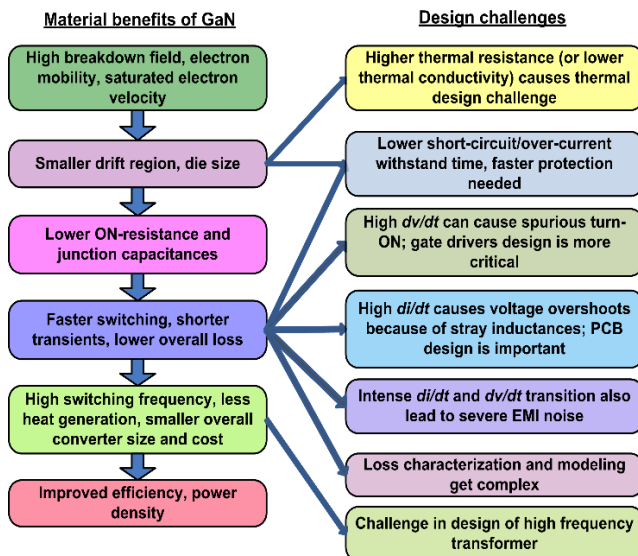 Material benefits of GaN
High breakdown field, electron
mobility, saturated electron
velocity
Smaller drift region, die size
Lower ON-resistance and
junction capacitances
Faster switching, shorter
transients, lower overall loss
High switching frequency, less
heat generation, smaller overall
converter size and cost
Improved efficiency, power
density
Design challenges
Higher thermal resistance (or lower
thermal conductivity) causes thermal
design challenge
Lower short-circuit/over-current
withstand time, faster protection
needed
High dv/dt can cause spurious turn-
ON; gate drivers design is more
critical
High di/dt causes voltage overshoots
because of stray inductances; PCB
design is important
Intense di/dt and dv/dt transition also
lead to severe EMI noise
Loss characterization and modeling
get complex
Challenge in design of high frequency
transformer